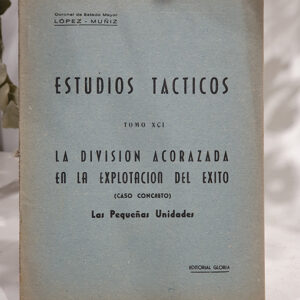 Coronel de Estado Mayor
LOPEZ - MUÑIZ
ESTUDIOS TACTICOS
TOMO XCI
LA DIVISION ACORAZADA
EN LA EXPLOTACION DEL EXITO
(CASO CONCRETO)
Las Pequeñas Unidades
EDITORIAL GLORIA